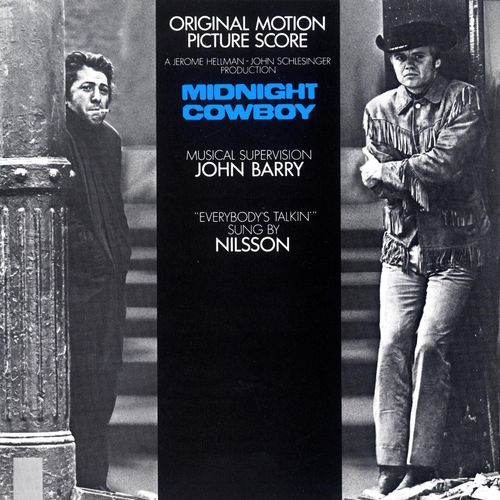 ORIGINAL MOTION
PICTURE SCORE
A JEROME HELLMAN - JOHN SCHLESINGER
PRODUCTION
MIDNIGHT
COWBOY
MUSICAL SUPERVISION
JOHN BARRY
"EVERYBODY'S TALKIN'"
SUNG BY
NILSSON